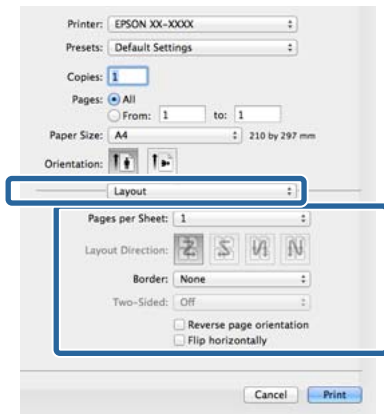 Printer: EPSON XX-XXXX
Presets: Default Settings
Copies: 1
Pages: All
From: 1 to: 1
Paper Size: A4 210 by 297 mm
Orientation:
Layout
Pages per Sheet: 1
Layout Direction:
Border: None
Two-Sided: Off
Reverse page orientation
Flip horizontally
Cancel Print